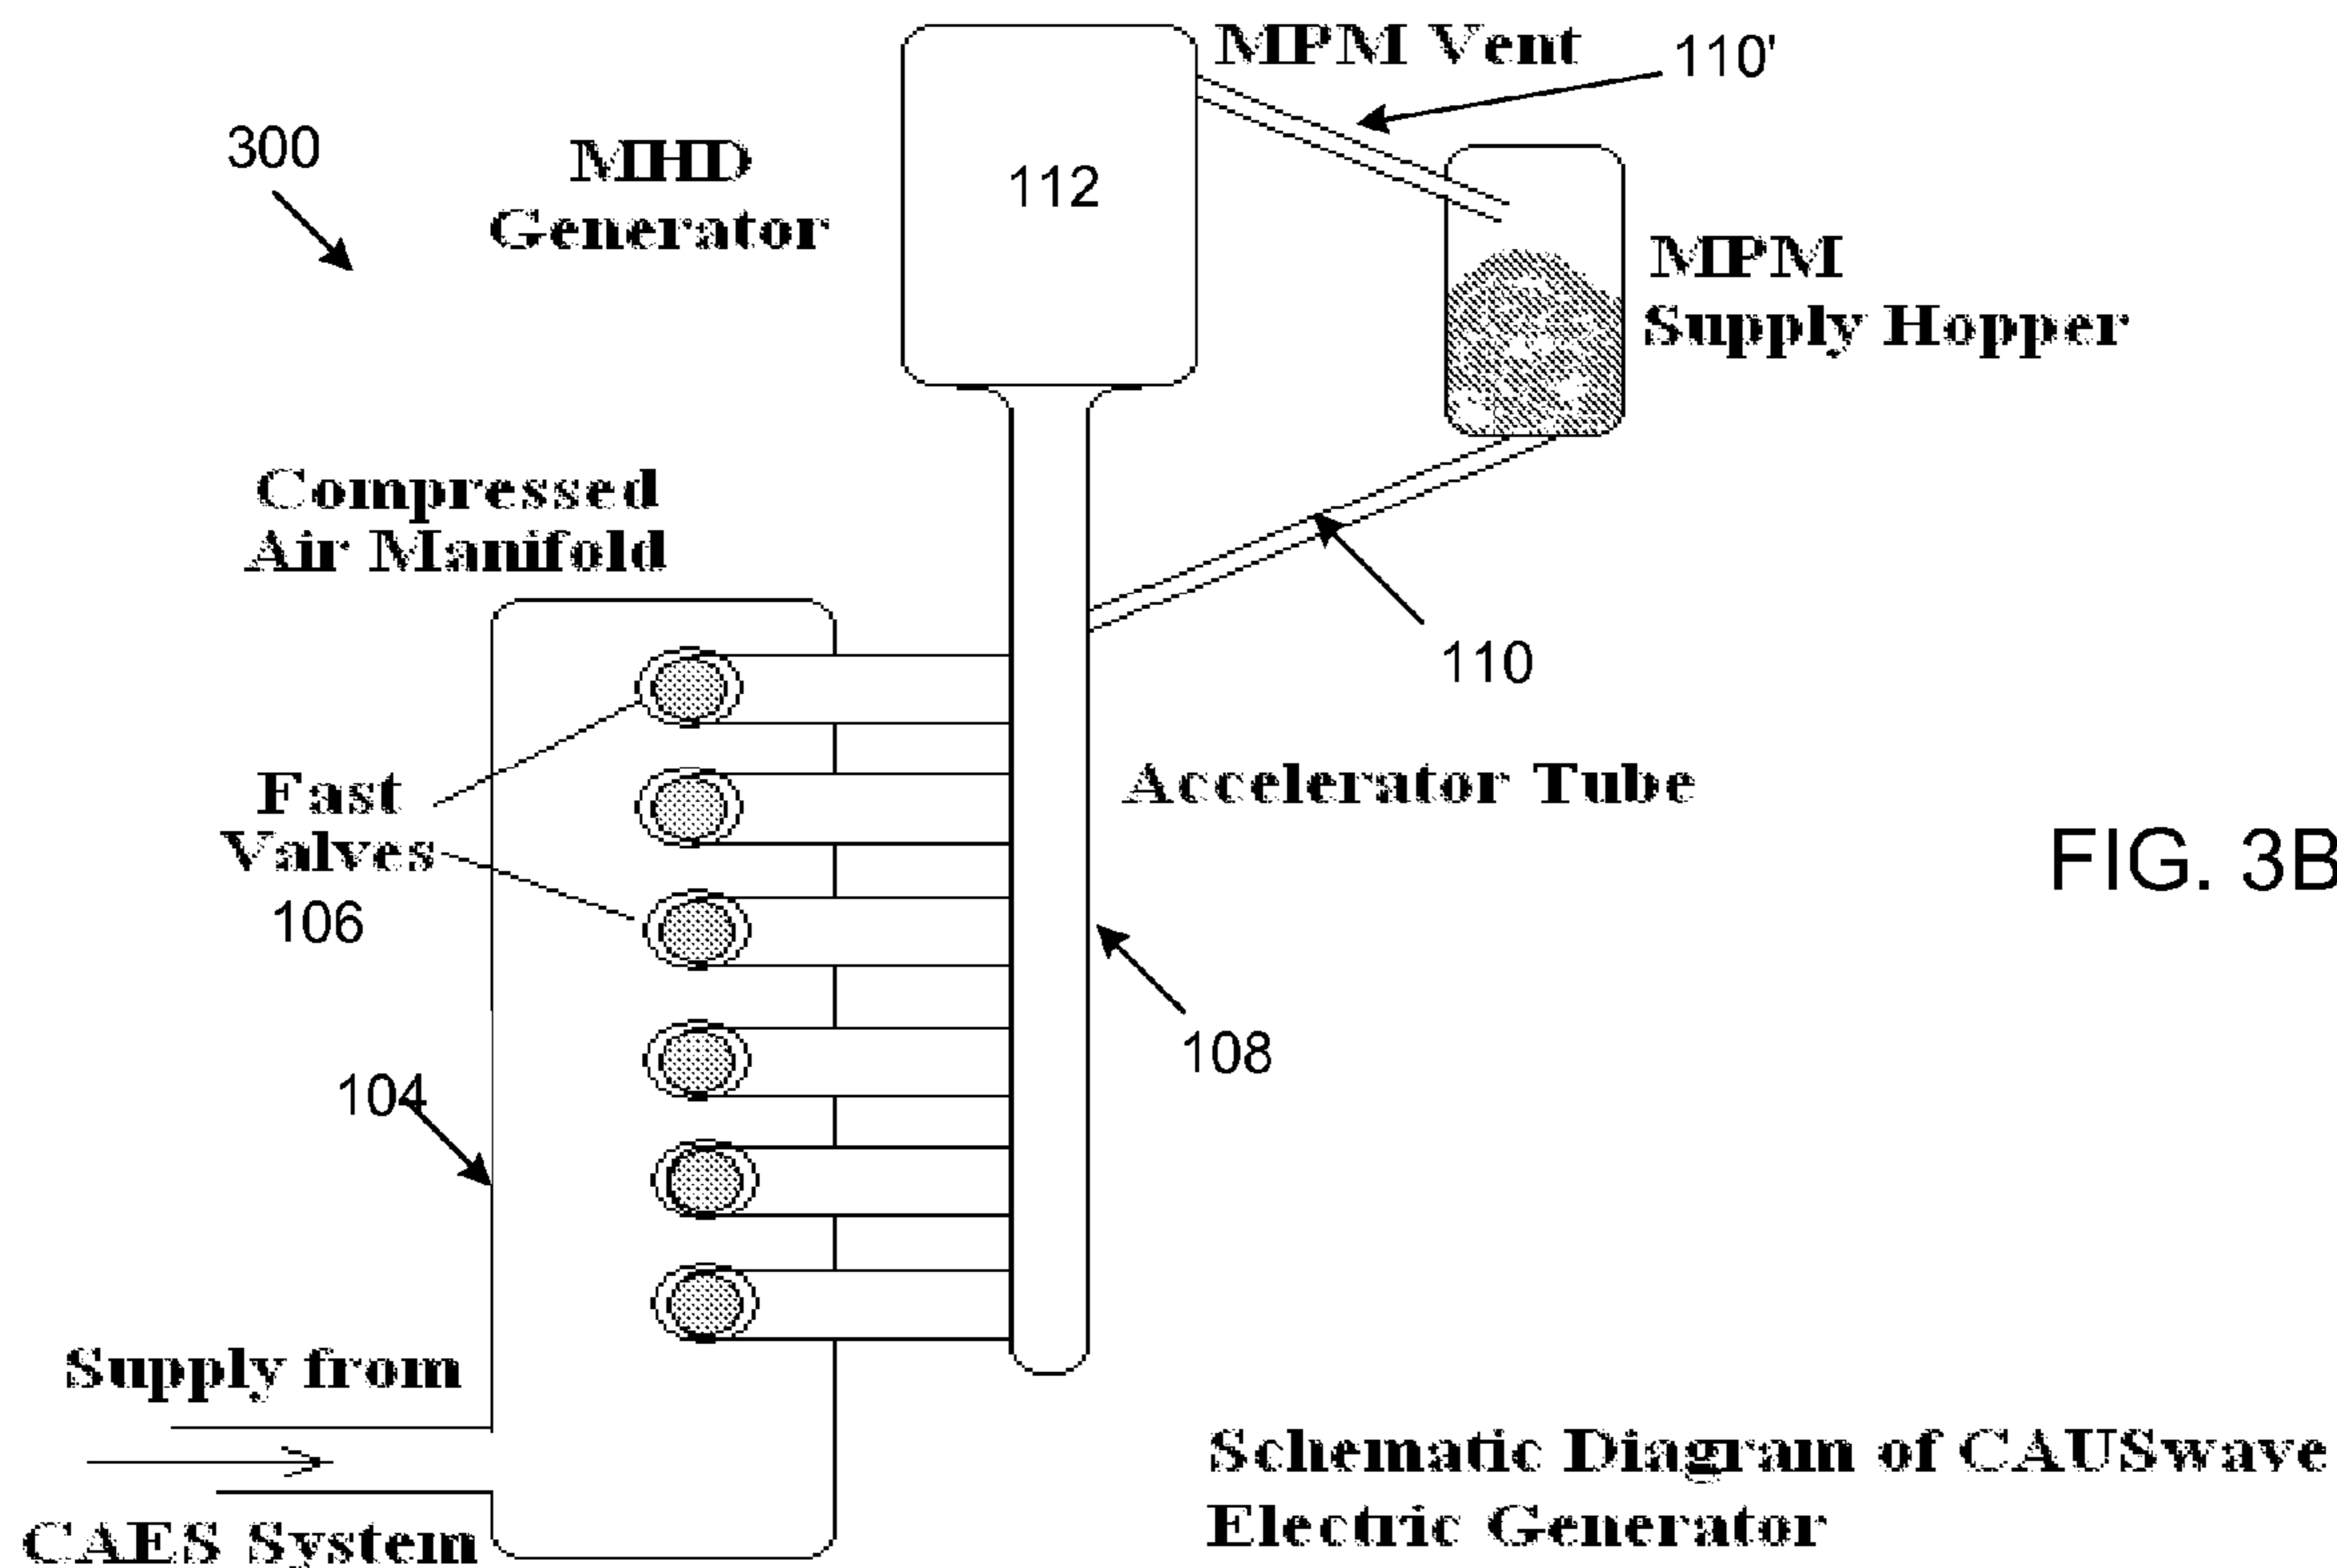 MPM Vent
110'
300
MHD
Generator
112
MPM
Supply Hopper
Compressed
Air Manifold
110
Fast
Valves
106
Accelerator Tube
FIG. 3B
108
104
Supply from
CAES System
Schematic Diagram of CAUSwave
Electric Generator